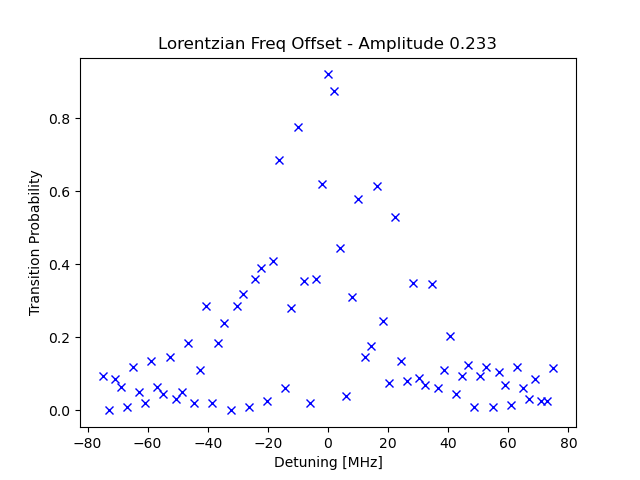 Lorentzian Freq Offset - Amplitude 0.233
Transition Probability
0.8
0.6
0.4
0.2
0.0
−80 −60 −40 −20 0 20 40 60 80
Detuning [MHz]